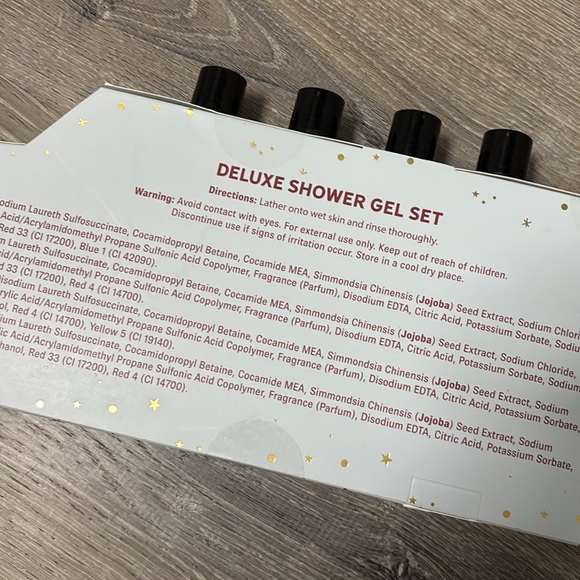 DELUXE SHOWER GEL SET
Directions: Lather onto wet skin and rinse thoroughly.
Warning: Avoid contact with eyes. For external use only. Keep out of reach of children.
Discontinue use if signs of irritation occur. Store in a cool dry place.
Sodium Laureth Sulfosuccinate, Cocamidopropyl Betaine, Cocamide MEA, Simmondsia Chinensis (Jojoba) Seed Extract, Sodium Chloride,
Acid/Acrylamidomethyl Propane Sulfonic Acid Copolymer, Fragrance (Parfum), Disodium EDTA, Citric Acid, Potassium Sorbate, Sodium
Red 33 (CI 17200), Blue 1 (CI 42090).
Laureth Sulfosuccinate, Cocamidopropyl Betaine, Cocamide MEA, Simmondsia Chinensis (Jojoba) Seed Extract, Sodium Chloride,
Acid/Acrylamidomethyl Propane Sulfonic Acid Copolymer, Fragrance (Parfum), Disodium EDTA, Citric Acid, Potassium Sorbate, Sodium
33 (CI 17200), Red 4 (CI 14700).
Disodium Laureth Sulfosuccinate, Cocamidopropyl Betaine, Cocamide MEA, Simmondsia Chinensis (Jojoba) Seed Extract, Sodium
Acid/Acrylamidomethyl Propane Sulfonic Acid Copolymer, Fragrance (Parfum), Disodium EDTA, Citric Acid, Potassium Sorbate,
Red 4 (CI 14700), Yellow 5 (CI 19140).
Laureth Sulfosuccinate, Cocamidopropyl Betaine, Cocamide MEA, Simmondsia Chinensis (Jojoba) Seed Extract, Sodium
Acid/Acrylamidomethyl Propane Sulfonic Acid Copolymer, Fragrance (Parfum), Disodium EDTA, Citric Acid, Potassium Sorbate,
Red 33 (CI 17200), Red 4 (CI 14700).